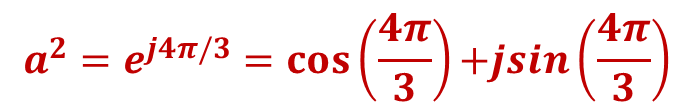 a² = e^{j4π/3} = cos(4π/3) +jsin(4π/3)